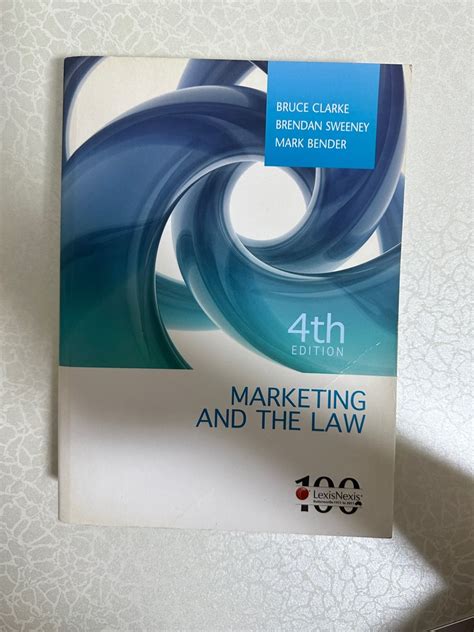 BRUCE CLARKE
BRENDAN SWEENEY
MARK BENDER
4th
EDITION
MARKETING
AND THE LAW
100
LexisNexis®